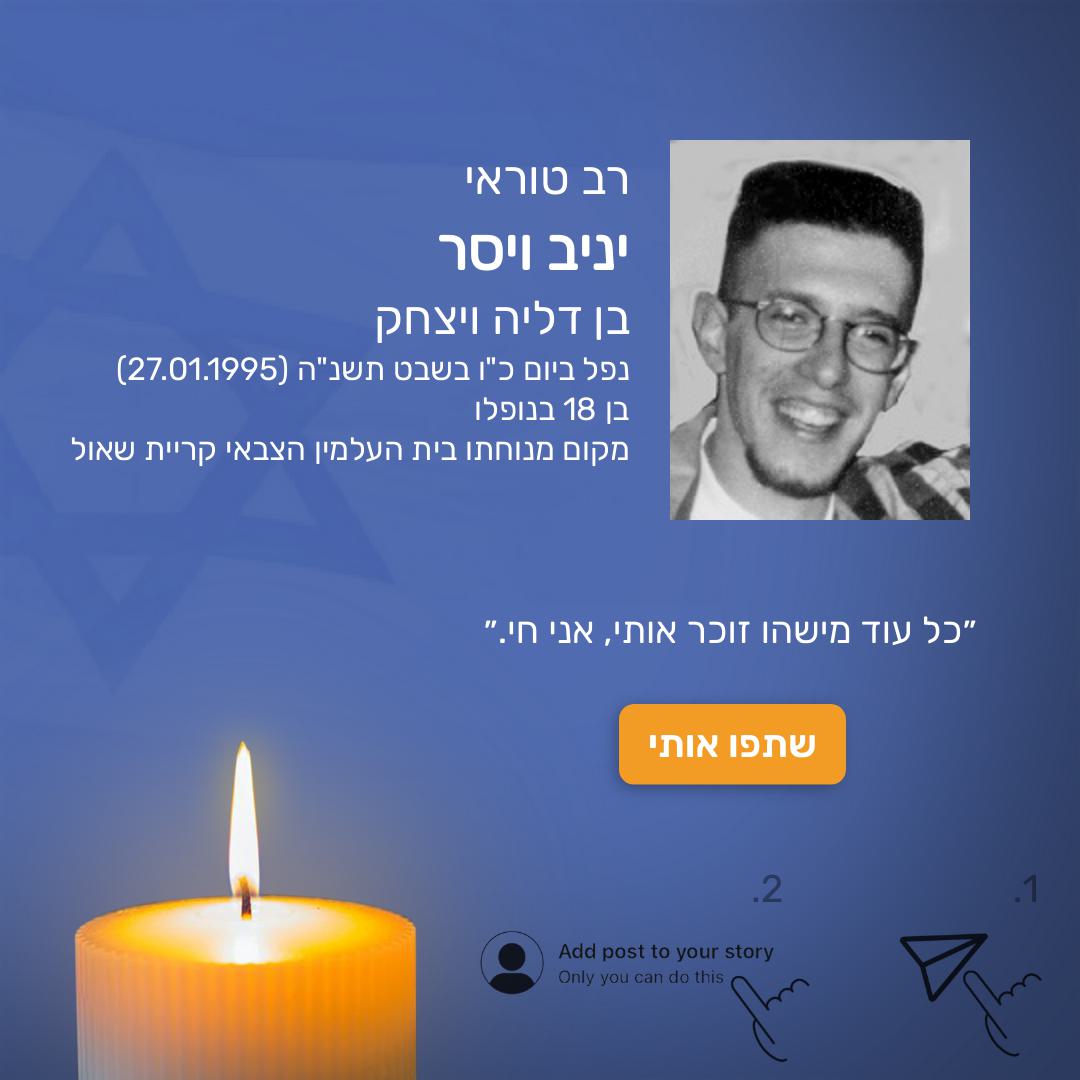 רב טוראי
יניב ויסר
בן דליה ויצחק
נפל ביום כ"ו בשבט תשנ"ה (27.01.1995)
בן 18 בנופלו
מקום מנוחתו בית העלמין הצבאי קריית שאול
״כל עוד מישהו זוכר אותי, אני חי.״
שתפו אותי
.1
.2
Add post to your story
Only you can do this